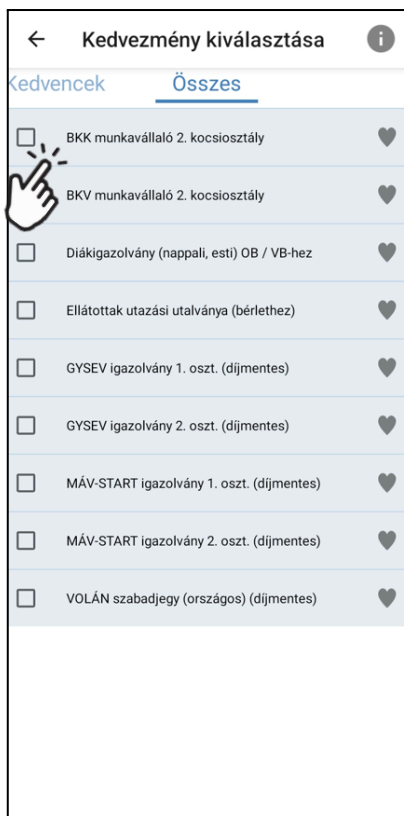 Kedvezmény kiválasztása
Kedvencek Összes
BKK munkavállaló 2. kocsiosztály
BKV munkavállaló 2. kocsiosztály
Diákigazolvány (nappali, esti) OB / VB-hez
Ellátottak utazási utalványa (bérlethez)
GYSEV igazolvány 1. oszt. (díjmentes)
GYSEV igazolvány 2. oszt. (díjmentes)
MÁV-START igazolvány 1. oszt. (díjmentes)
MÁV-START igazolvány 2. oszt. (díjmentes)
VOLÁN szabadjegy (országos) (díjmentes)